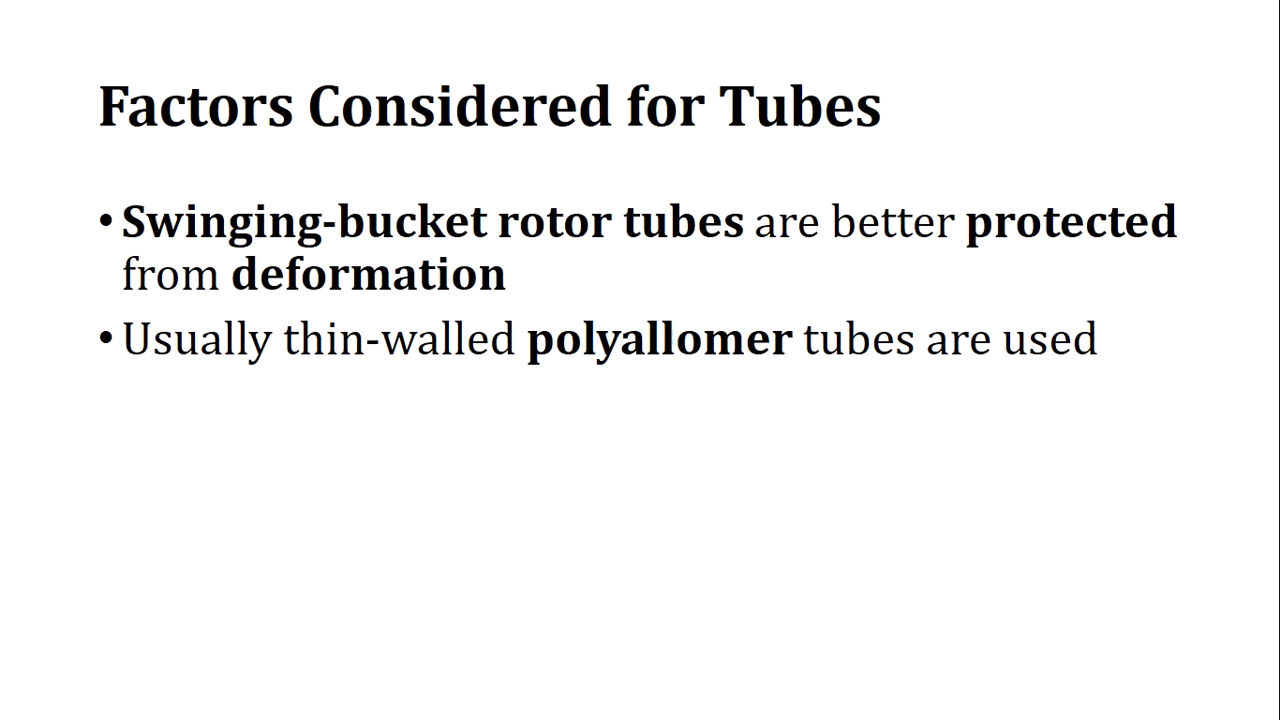 Factors Considered for Tubes
• Swinging-bucket rotor tubes are better protected
from deformation
• Usually thin-walled polyallomer tubes are used